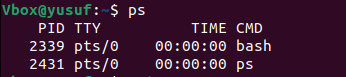 Vbox@yusuf:~$ ps
    PID TTY          TIME CMD
   2339 pts/0    00:00:00 bash
   2431 pts/0    00:00:00 ps